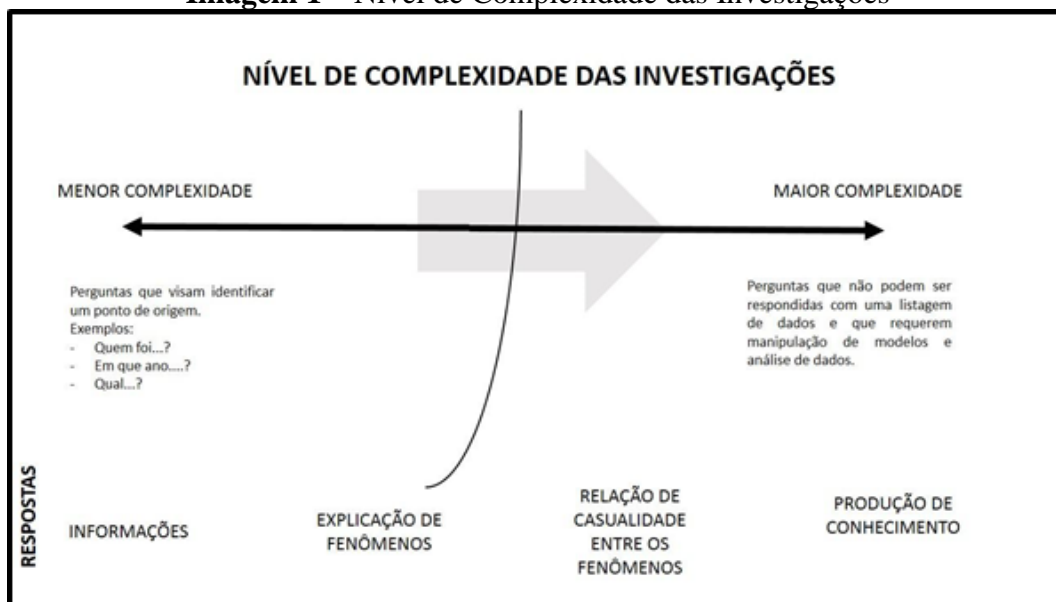 Imagem 1 – Nível de Complexidade das Investigações
NÍVEL DE COMPLEXIDADE DAS INVESTIGAÇÕES
MENOR COMPLEXIDADE
MAIOR COMPLEXIDADE
Perguntas que visam identificar
um ponto de origem.
Exemplos:
- Quem foi...?
- Em que ano....?
- Qual...?
Perguntas que não podem ser
respondidas com uma listagem
de dados e que requerem
manipulação de modelos e
análise de dados.
RESPOSTAS
INFORMAÇÕES
EXPLICAÇÃO DE
FENÔMENOS
RELAÇÃO DE
CASUALIDADE
ENTRE OS
FENÔMENOS
PRODUÇÃO DE
CONHECIMENTO